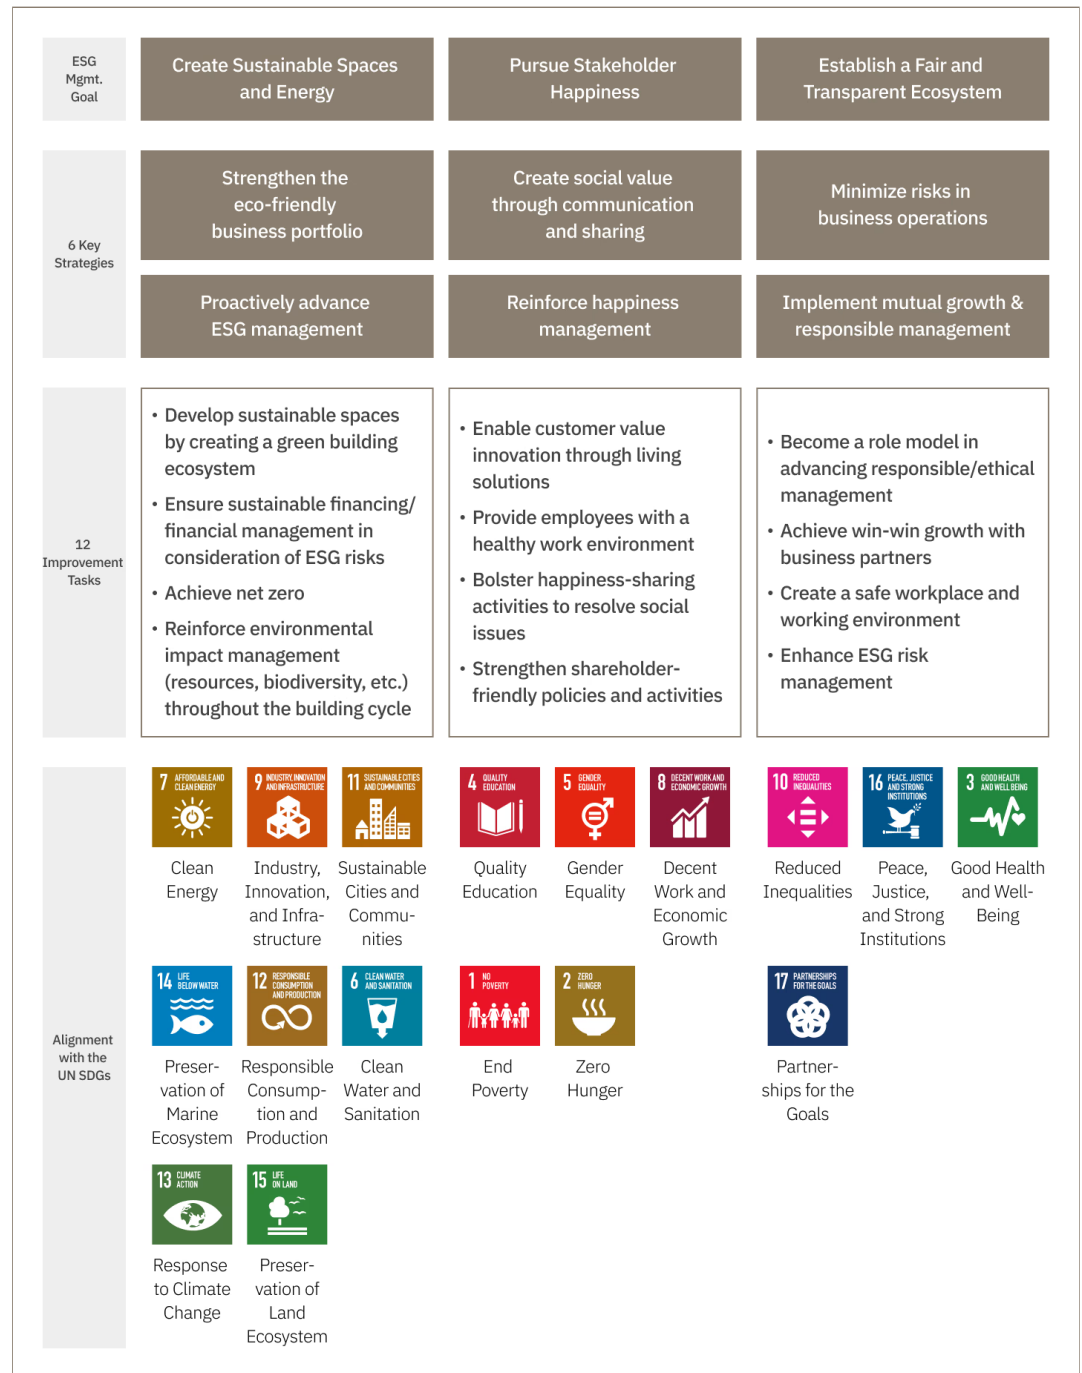 ESG
Mgmt.
Goal
Create Sustainable Spaces
and Energy
Pursue Stakeholder
Happiness
Establish a Fair and
Transparent Ecosystem
6 Key
Strategies
Strengthen the
eco-friendly
business portfolio
Create social value
through communication
and sharing
Minimize risks in
business operations
Proactively advance
ESG management
Reinforce happiness
management
Implement mutual growth &
responsible management
12
Improvement
Tasks
• Develop sustainable spaces
by creating a green building
ecosystem
• Ensure sustainable financing/
financial management in
consideration of ESG risks
• Achieve net zero
• Reinforce environmental
impact management
(resources, biodiversity, etc.)
throughout the building cycle
• Enable customer value
innovation through living
solutions
• Provide employees with a
healthy work environment
• Bolster happiness-sharing
activities to resolve social
issues
• Strengthen shareholder-
friendly policies and activities
• Become a role model in
advancing responsible/ethical
management
• Achieve win-win growth with
business partners
• Create a safe workplace and
working environment
• Enhance ESG risk
management
Alignment
with the
UN SDGs
7 AFFORDABLE AND
CLEAN ENERGY
Clean
Energy
9 INDUSTRY, INNOVATION
AND INFRASTRUCTURE
Industry,
Innovation,
and Infra-
structure
11 SUSTAINABLE CITIES
AND COMMUNITIES
Sustainable
Cities and
Commu-
nities
14 LIFE
BELOW WATER
Preser-
vation of
Marine
Ecosystem
12 RESPONSIBLE
CONSUMPTION
AND PRODUCTION
Responsible
Consump-
tion and
Production
6 CLEAN WATER
AND SANITATION
Clean
Water and
Sanitation
13 CLIMATE
ACTION
Response
to Climate
Change
15 LIFE
ON LAND
Preser-
vation of
Land
Ecosystem
4 QUALITY
EDUCATION
Quality
Education
5 GENDER
EQUALITY
Gender
Equality
8 DECENT WORK AND
ECONOMIC GROWTH
Decent
Work and
Economic
Growth
1 NO
POVERTY
End
Poverty
2 ZERO
HUNGER
Zero
Hunger
10 REDUCED
INEQUALITIES
Reduced
Inequalities
16 PEACE, JUSTICE
AND STRONG
INSTITUTIONS
Peace,
Justice,
and Strong
Institutions
3 GOOD HEALTH
AND WELL BEING
Good Health
and Well-
Being
17 PARTNERSHIPS
FOR THE GOALS
Partner-
ships for the
Goals